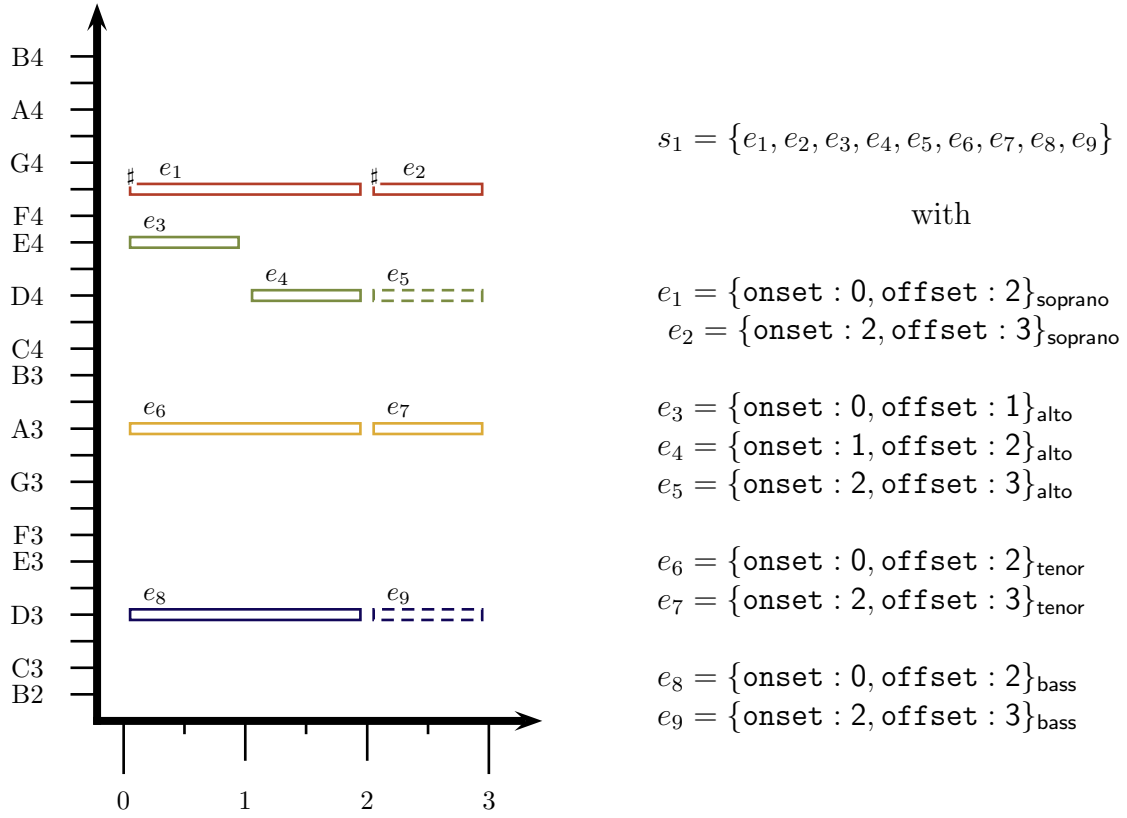 B4
A4
G4
F4
E4
D4
C4
B3
A3
G3
F3
E3
D3
C3
B2
♯ e₁ ♯ e₂
e₃
e₄ e₅
e₆ e₇
e₈ e₉
0 1 2 3
s₁ = {e₁, e₂, e₃, e₄, e₅, e₆, e₇, e₈, e₉}
with
e₁ = {onset : 0, offset : 2}soprano
e₂ = {onset : 2, offset : 3}soprano
e₃ = {onset : 0, offset : 1}alto
e₄ = {onset : 1, offset : 2}alto
e₅ = {onset : 2, offset : 3}alto
e₆ = {onset : 0, offset : 2}tenor
e₇ = {onset : 2, offset : 3}tenor
e₈ = {onset : 0, offset : 2}bass
e₉ = {onset : 2, offset : 3}bass